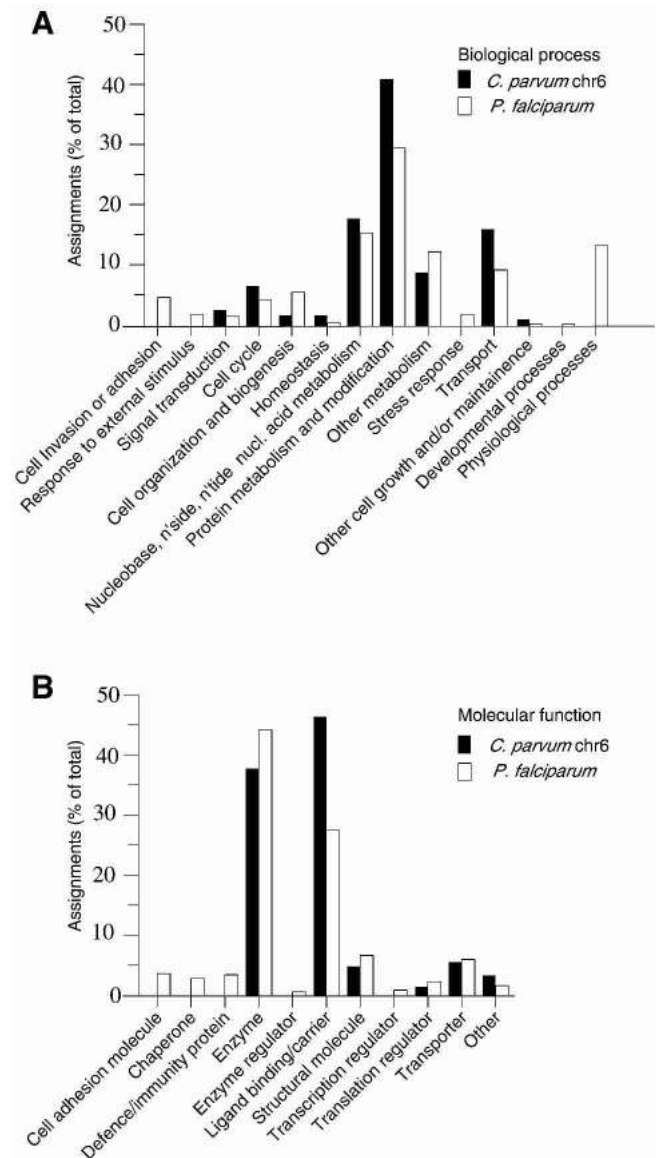 A
50
40
30
20
10
0
Assignments (% of total)
Biological process
C. parvum chr6
P. falciparum
Cell Invasion or adhesion
Response to external stimulus
Signal transduction
Cell cycle
Cell organization and biogenesis
Homeostasis
Nucleobase, n'side, n'tide nucl. acid metabolism
Protein metabolism and modification
Other metabolism
Stress response
Transport
Other cell growth and/or maintainence
Developmental processes
Physiological processes
B
50
40
30
20
10
0
Assignments (% of total)
Molecular function
C. parvum chr6
P. falciparum
Cell adhesion molecule
Chaperone
Defence/immunity protein
Enzyme
Enzyme regulator
Ligand binding/carrier
Structural molecule
Transcription regulator
Translation regulator
Transporter
Other